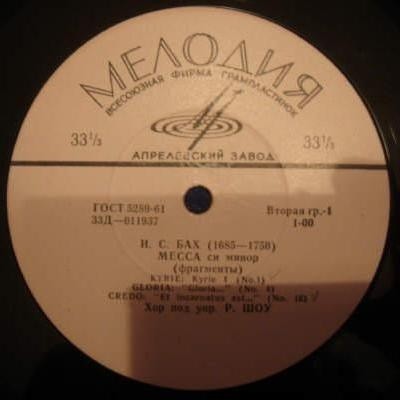 МЕЛОДИЯ
ВСЕСОЮЗНАЯ ФИРМА ГРАМПЛАСТИНОК
33⅓ 33⅓
АПРЕЛЕВСКИЙ ЗАВОД
ГОСТ 5289-61 Вторая гр.-1
33Д—011937 1-00
И. С. БАХ (1685—1750)
МЕССА си минор
(фрагменты)
KYRIE: Kyrie I (No.1)
GLORIA: "Gloria..." (No. 4)
CREDO: "Et incarnatus est..." (No.
Хор под упр. Р. ШОУ